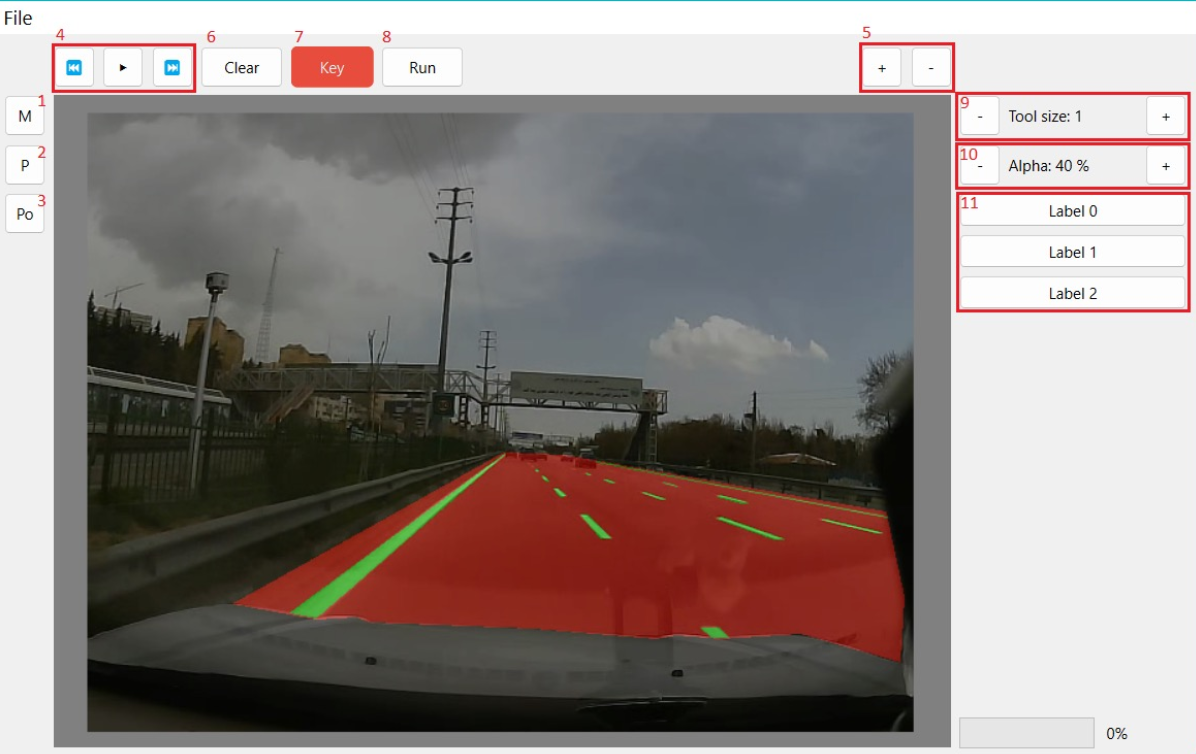 File
4
6
7
8
5
⏮ ▶ ⏭ Clear Key Run + -
1
M
9
- Tool size: 1 +
2
P
10
- Alpha: 40 % +
3
Po
11
Label 0
Label 1
Label 2
0%